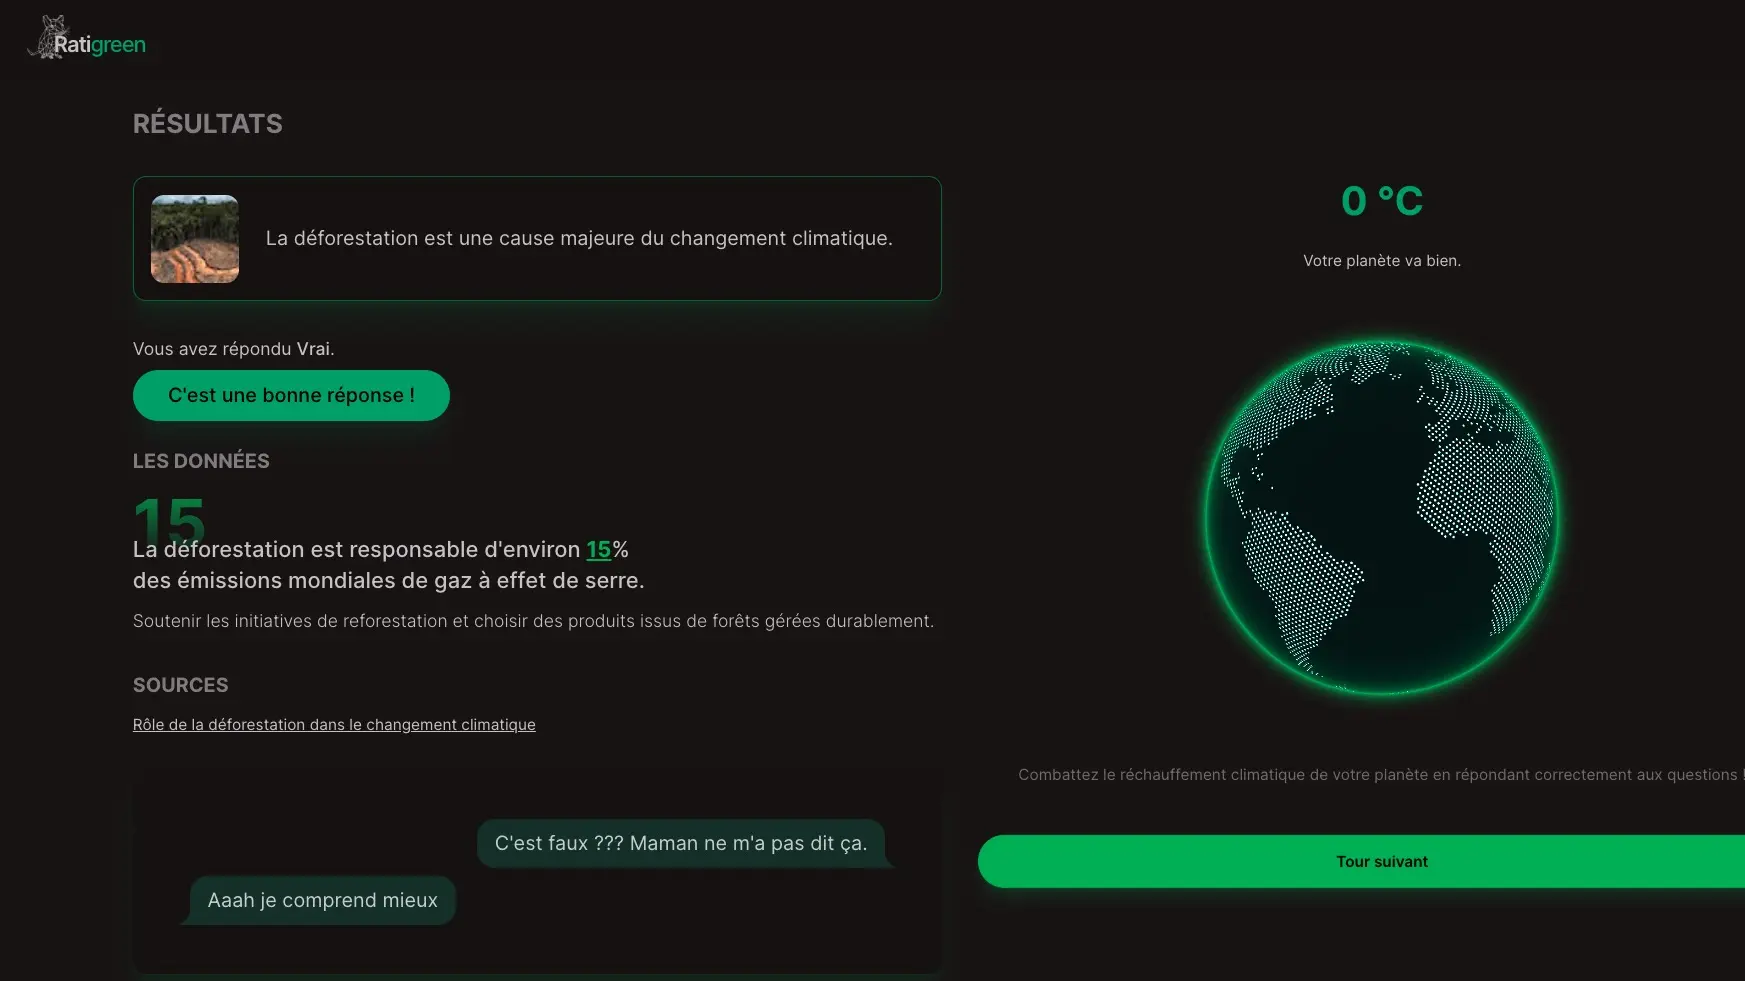 Ratigreen
RÉSULTATS
La déforestation est une cause majeure du changement climatique.
Vous avez répondu Vrai.
C'est une bonne réponse !
LES DONNÉES
15
La déforestation est responsable d'environ 15%
des émissions mondiales de gaz à effet de serre.
Soutenir les initiatives de reforestation et choisir des produits issus de forêts gérées durablement.
SOURCES
Rôle de la déforestation dans le changement climatique
C'est faux ??? Maman ne m'a pas dit ça.
Aaah je comprend mieux
0 °C
Votre planète va bien.
Combattez le réchauffement climatique de votre planète en répondant correctement aux questions !
Tour suivant